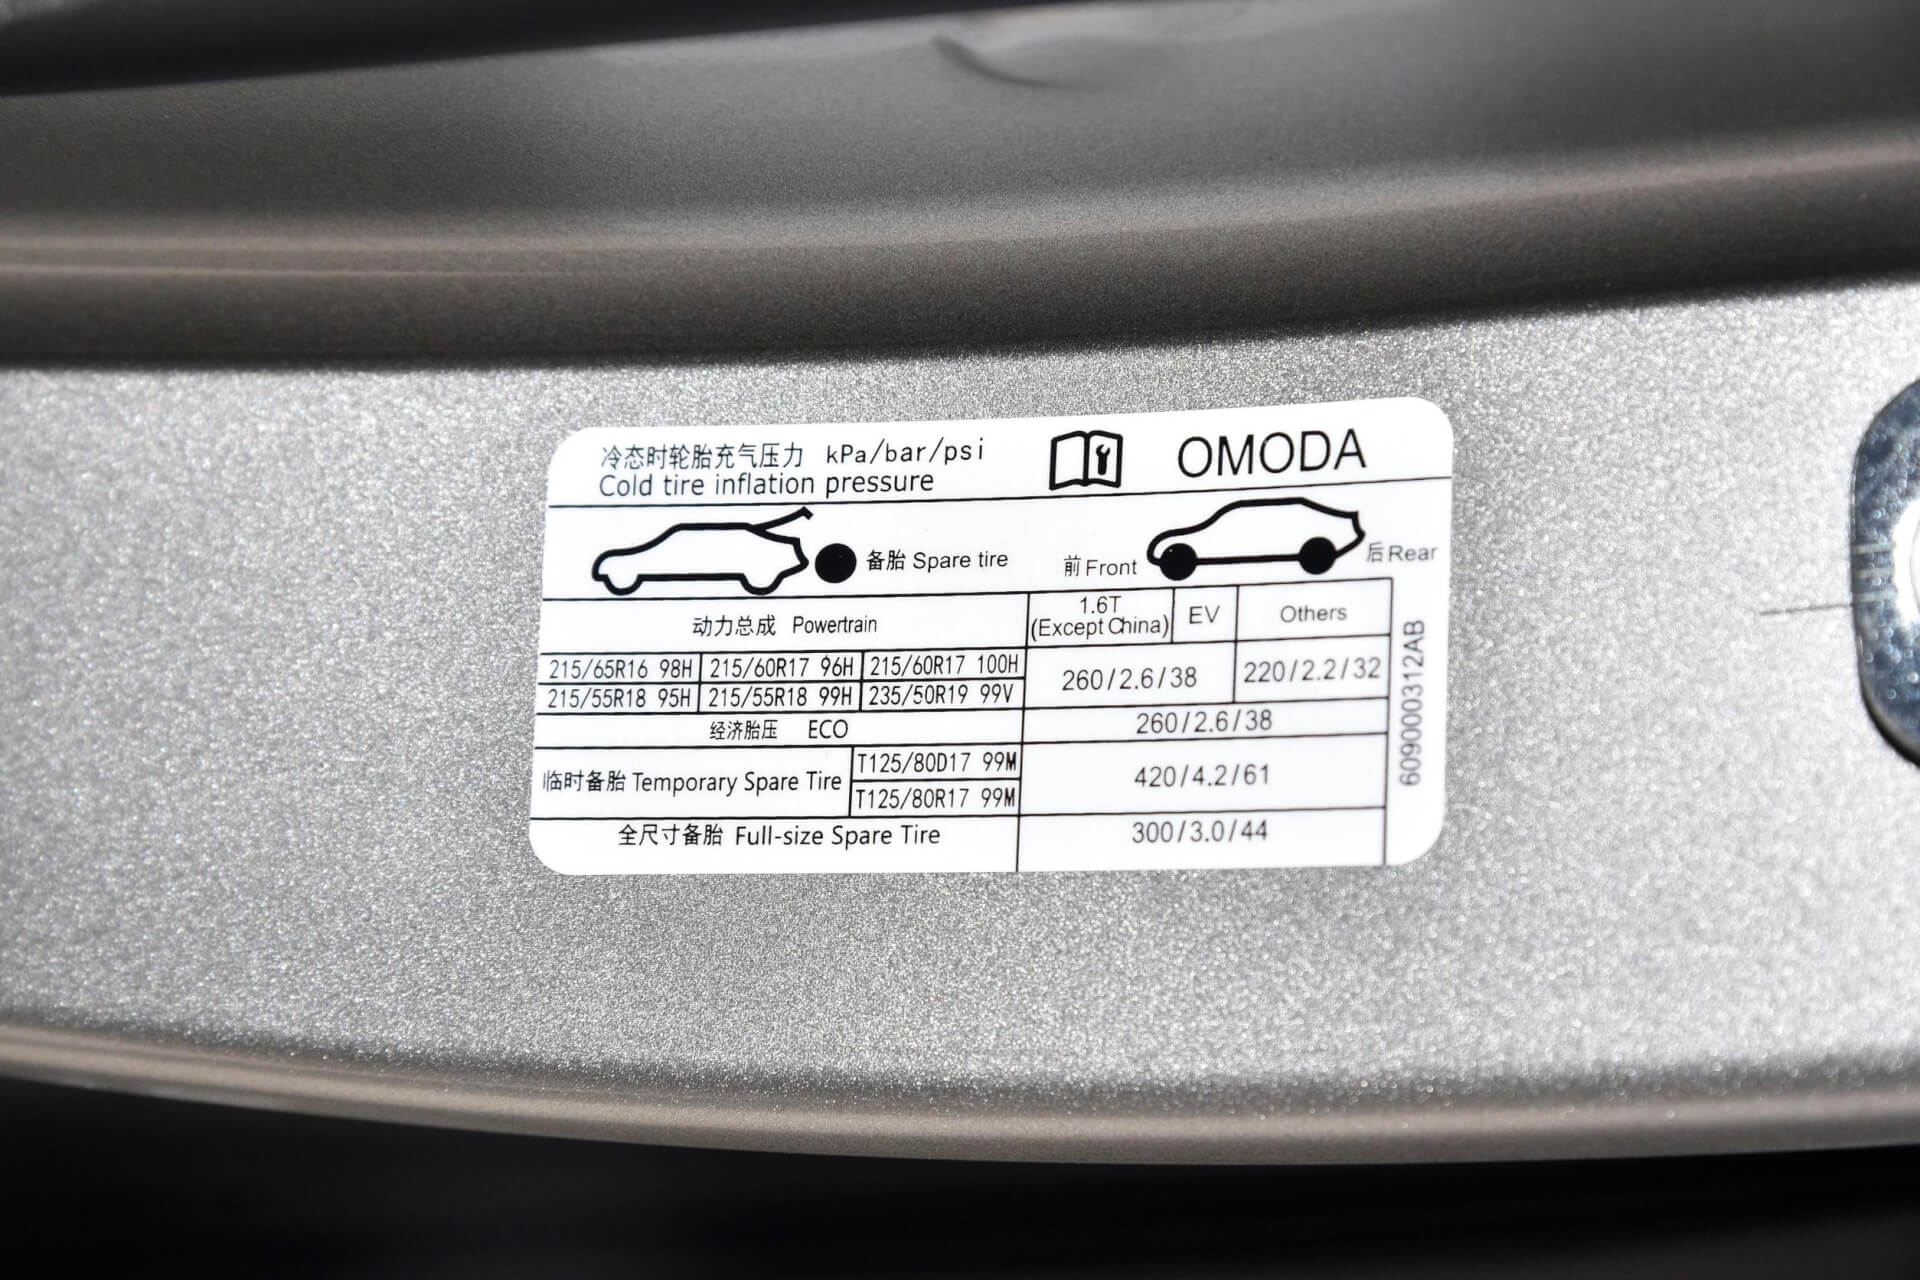 冷态时轮胎充气压力 kPa/bar/psi
Cold tire inflation pressure
OMODA
备胎 Spare tire
前 Front
后 Rear
动力总成 Powertrain
1.6T
(Except China)
EV
Others
215/65R16 98H 215/60R17 96H 215/60R17 100H
215/55R18 95H 215/55R18 99H 235/50R19 99V
260/2.6/38
220/2.2/32
经济胎压 ECO
260/2.6/38
临时备胎 Temporary Spare Tire
T125/80D17 99M
T125/80R17 99M
420/4.2/61
全尺寸备胎 Full-size Spare Tire
300/3.0/44
609000312AB